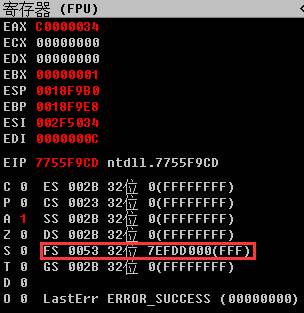 寄存器 (FPU)
EAX C0000034
ECX 00000000
EDX 00000000
EBX 00000001
ESP 0018F9B0
EBP 0018F9E8
ESI 002F5034
EDI 0000000C
EIP 7755F9CD ntdll.7755F9CD
C 0 ES 002B 32位 0(FFFFFFFF)
P 0 CS 0023 32位 0(FFFFFFFF)
A 1 SS 002B 32位 0(FFFFFFFF)
Z 0 DS 002B 32位 0(FFFFFFFF)
S 0 FS 0053 32位 7EFDD000(FFF)
T 0 GS 002B 32位 0(FFFFFFFF)
D 0
O 0 LastErr ERROR_SUCCESS (00000000)